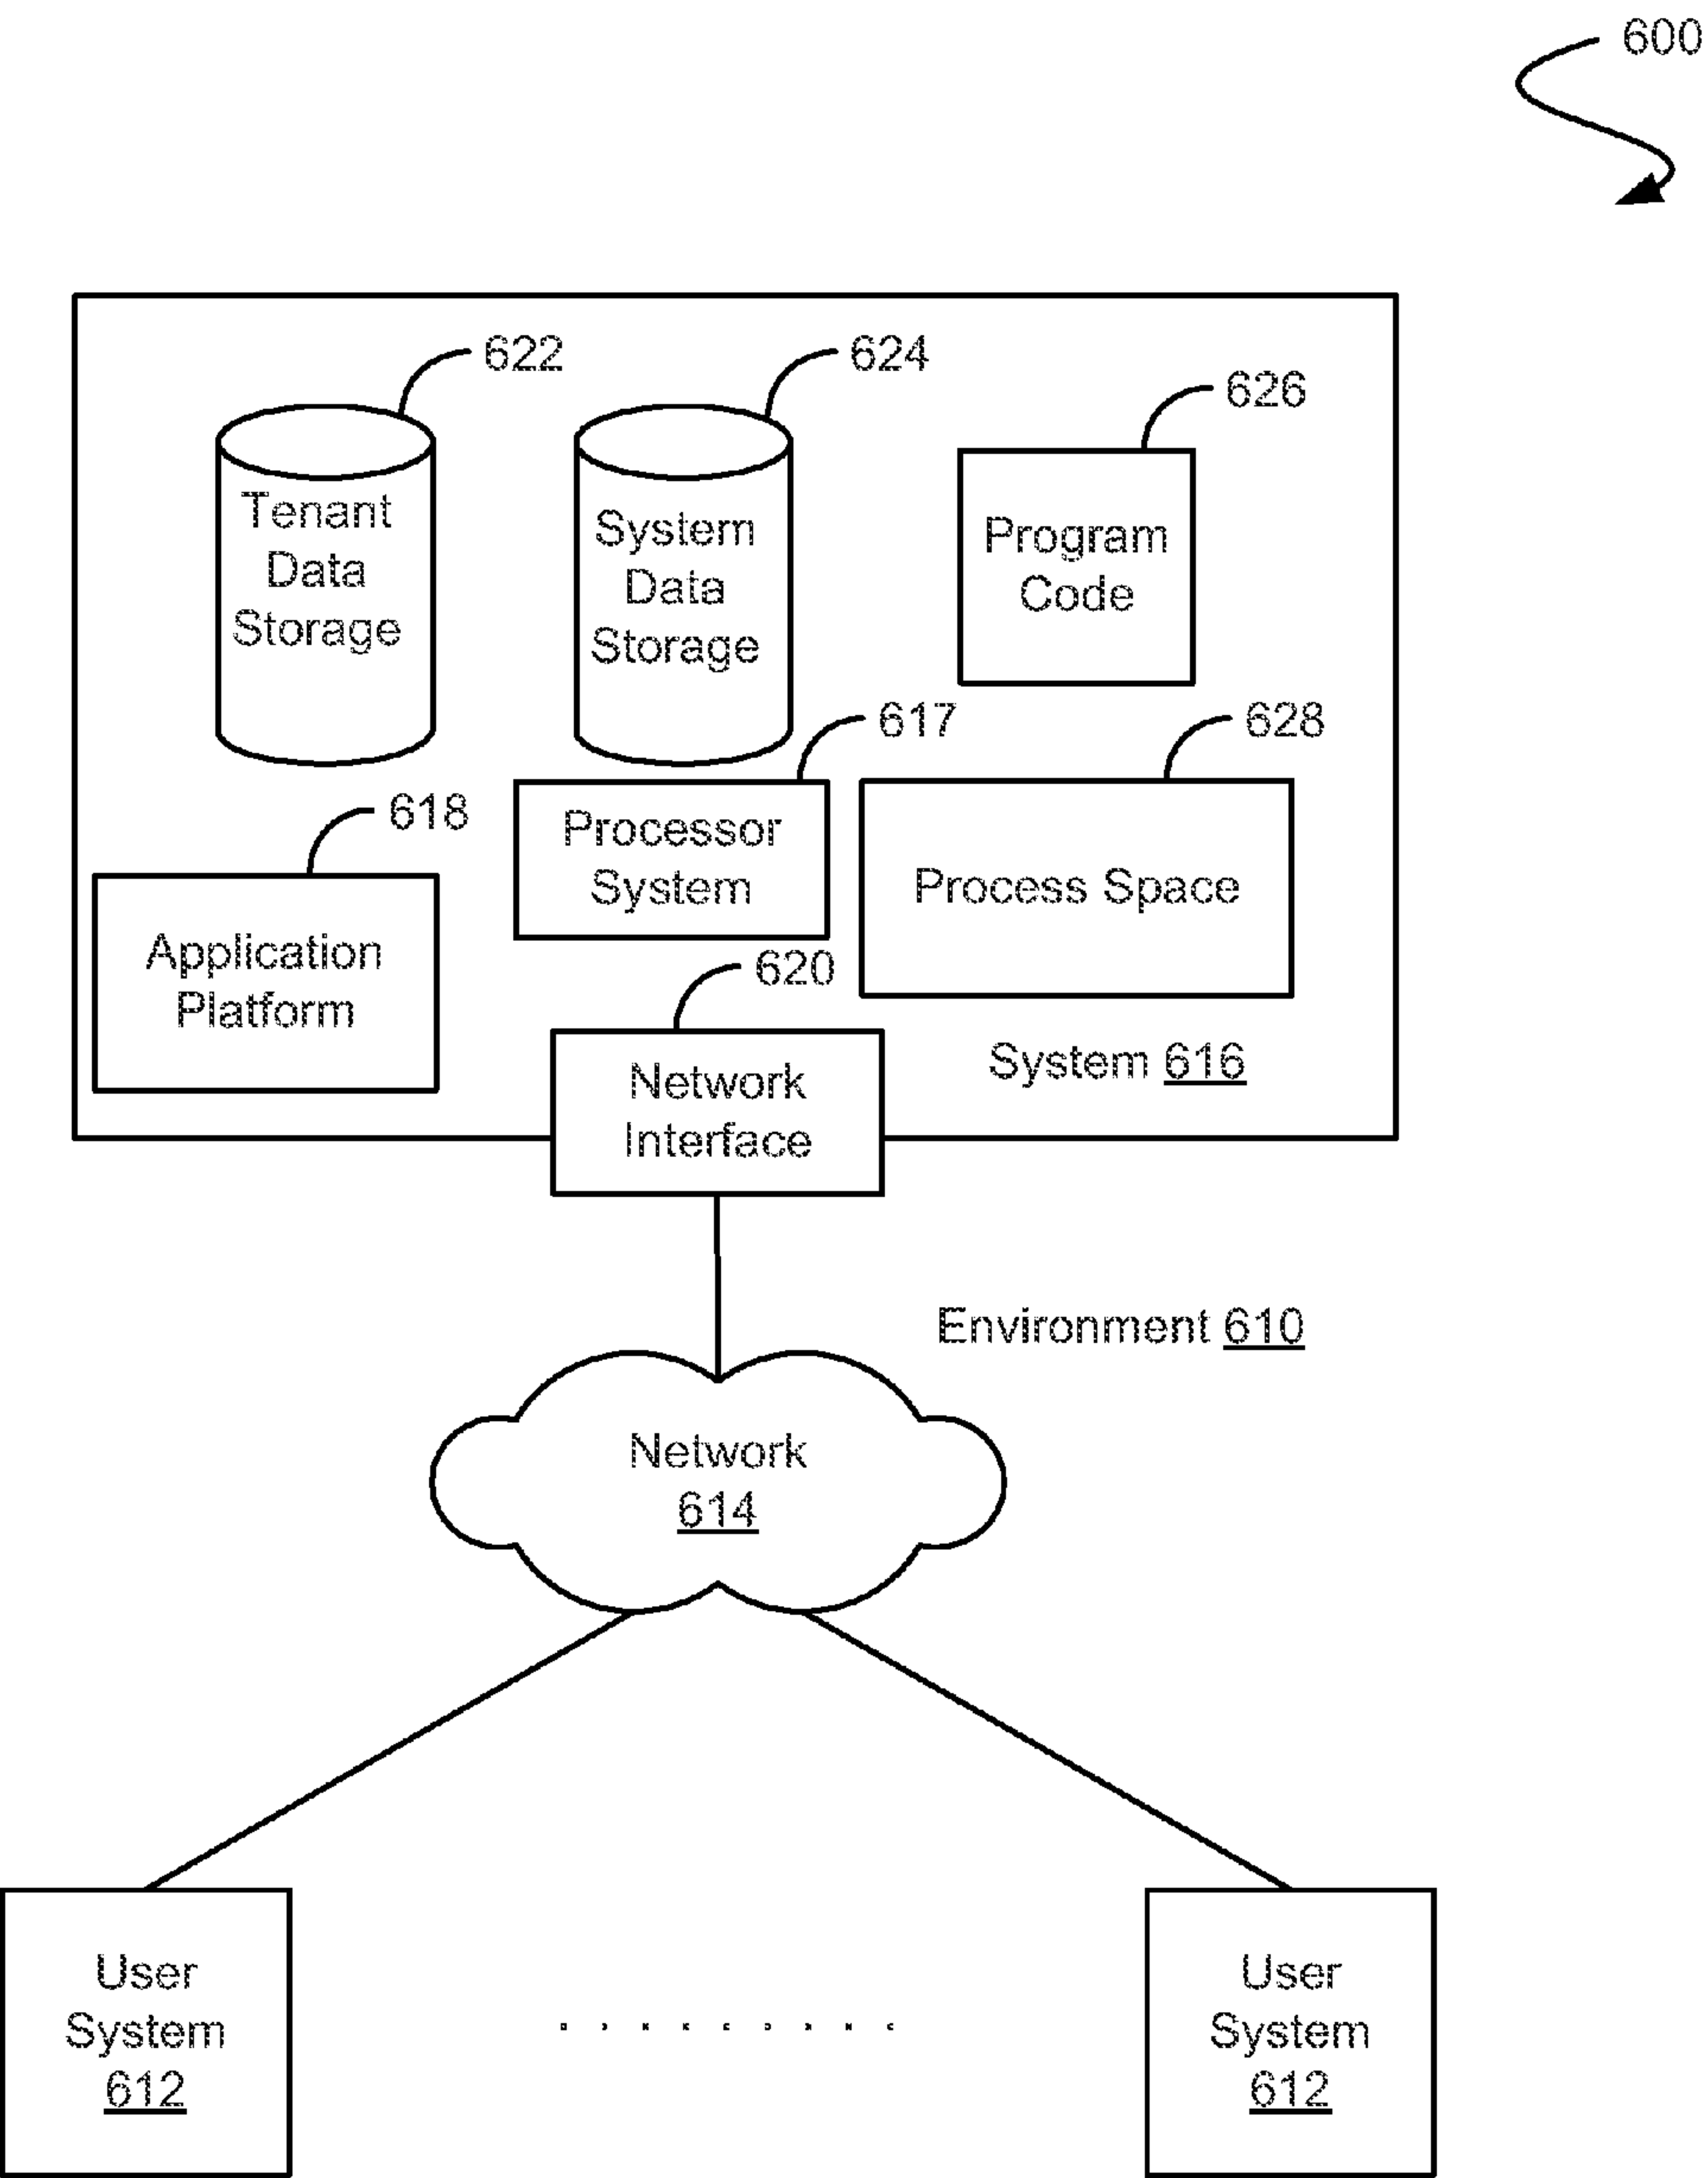 600
622
624
626
Tenant
Data
Storage
System
Data
Storage
Program
Code
617
628
618
Processor
System
Process Space
Application
Platform
620
System 616
Network
Interface
Environment 610
Network
614
User
System
612
User
System
612